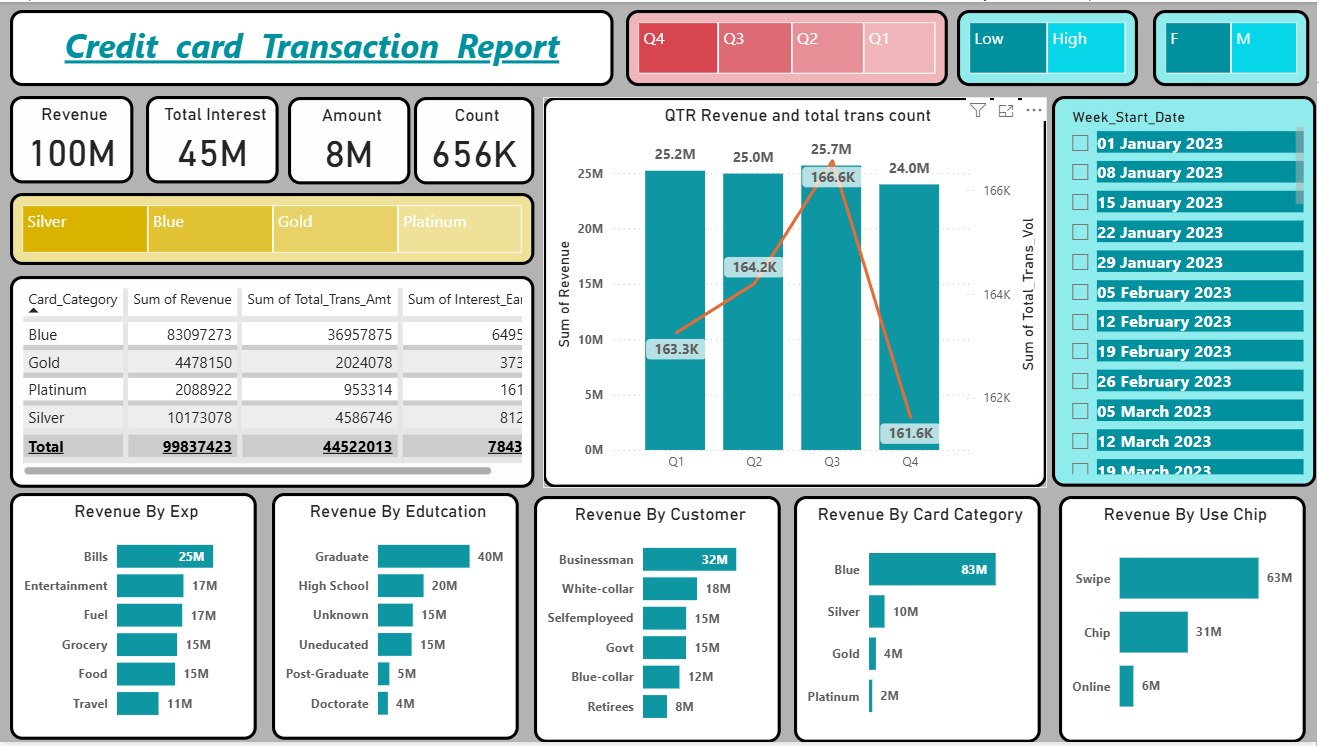 Credit_card_Transaction_Report
Q4 Q3 Q2 Q1
Low High
F M
Revenue
100M
Total Interest
45M
Amount
8M
Count
656K
Silver Blue Gold Platinum
Card_Category Sum of Revenue Sum of Total_Trans_Amt Sum of Interest_Ear
Blue 83097273 36957875 6495
Gold 4478150 2024078 373
Platinum 2088922 953314 161
Silver 10173078 4586746 812
Total 99837423 44522013 7843
QTR Revenue and total trans count
25.2M 25.0M 25.7M 24.0M
163.3K 164.2K 166.6K 161.6K
25M
20M
15M
10M
5M
0M
Sum of Revenue
166K
164K
162K
Sum of Total_Trans_Vol
Q1 Q2 Q3 Q4
Week_Start_Date
01 January 2023
08 January 2023
15 January 2023
22 January 2023
29 January 2023
05 February 2023
12 February 2023
19 February 2023
26 February 2023
05 March 2023
12 March 2023
19 March 2023
Revenue By Exp
Bills 25M
Entertainment 17M
Fuel 17M
Grocery 15M
Food 15M
Travel 11M
Revenue By Edutcation
Graduate 40M
High School 20M
Unknown 15M
Uneducated 15M
Post-Graduate 5M
Doctorate 4M
Revenue By Customer
Businessman 32M
White-collar 18M
Selfemployeed 15M
Govt 15M
Blue-collar 12M
Retirees 8M
Revenue By Card Category
Blue 83M
Silver 10M
Gold 4M
Platinum 2M
Revenue By Use Chip
Swipe 63M
Chip 31M
Online 6M